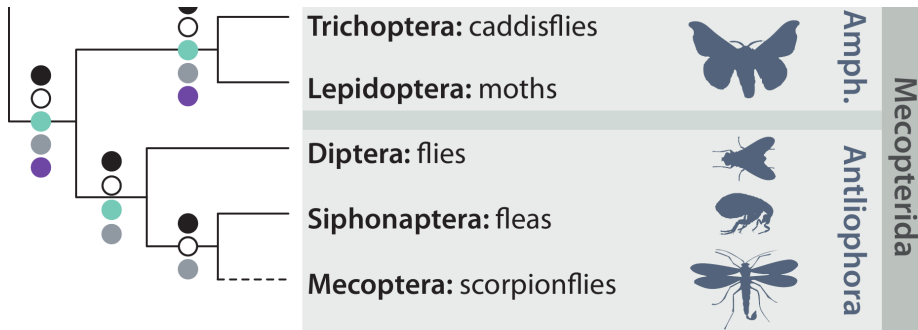 Trichoptera: caddisflies
Lepidoptera: moths
Amph.
Diptera: flies
Siphonaptera: fleas
Mecoptera: scorpionflies
Antliophora
Mecopterida